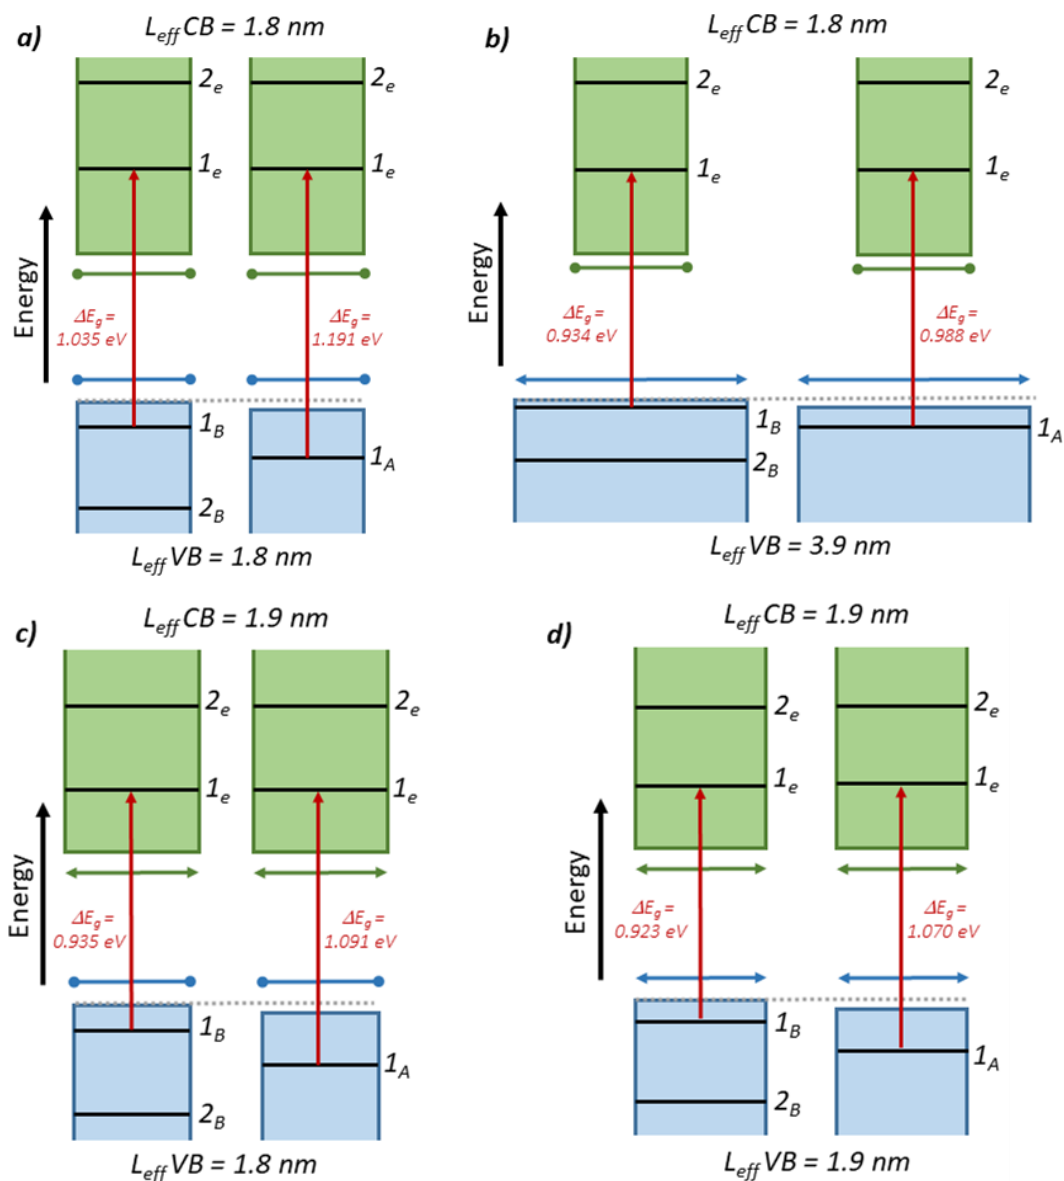 a)
L_eff CB = 1.8 nm
2_e
2_e
1_e
1_e
Energy
ΔE_g =
1.035 eV
ΔE_g =
1.191 eV
1_B
1_A
2_B
L_eff VB = 1.8 nm
b)
L_eff CB = 1.8 nm
2_e
2_e
1_e
1_e
Energy
ΔE_g =
0.934 eV
ΔE_g =
0.988 eV
1_B
1_A
2_B
L_eff VB = 3.9 nm
c)
L_eff CB = 1.9 nm
2_e
2_e
1_e
1_e
Energy
ΔE_g =
0.935 eV
ΔE_g =
1.091 eV
1_B
1_A
2_B
L_eff VB = 1.8 nm
d)
L_eff CB = 1.9 nm
2_e
2_e
1_e
1_e
Energy
ΔE_g =
0.923 eV
ΔE_g =
1.070 eV
1_B
1_A
2_B
L_eff VB = 1.9 nm